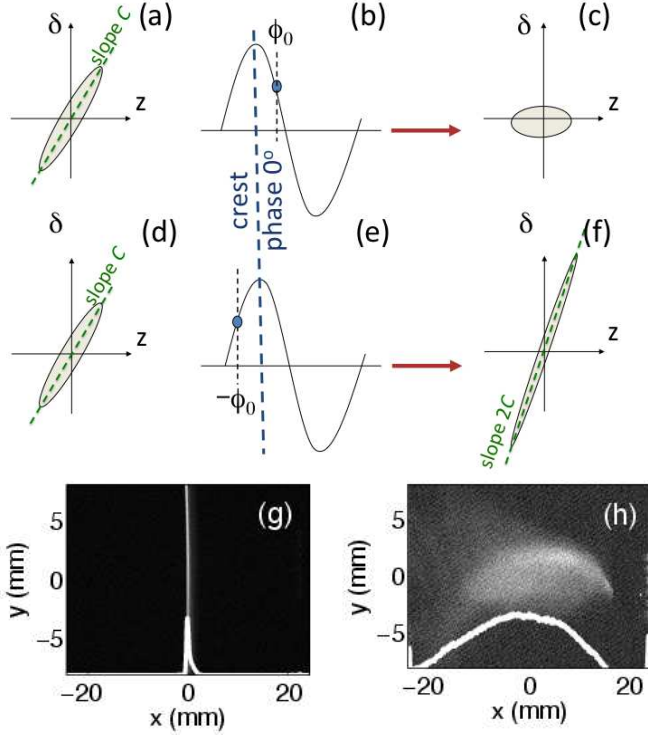 δ (a) (b) δ (c)
slope C
ϕ₀
z z
crest
phase 0º
δ (d) (e) δ (f)
slope C
z z
−ϕ₀
slope 2C
(g) (h)
5 5
0 0
−5 −5
y (mm) y (mm)
−20 0 20 −20 0 20
x (mm) x (mm)